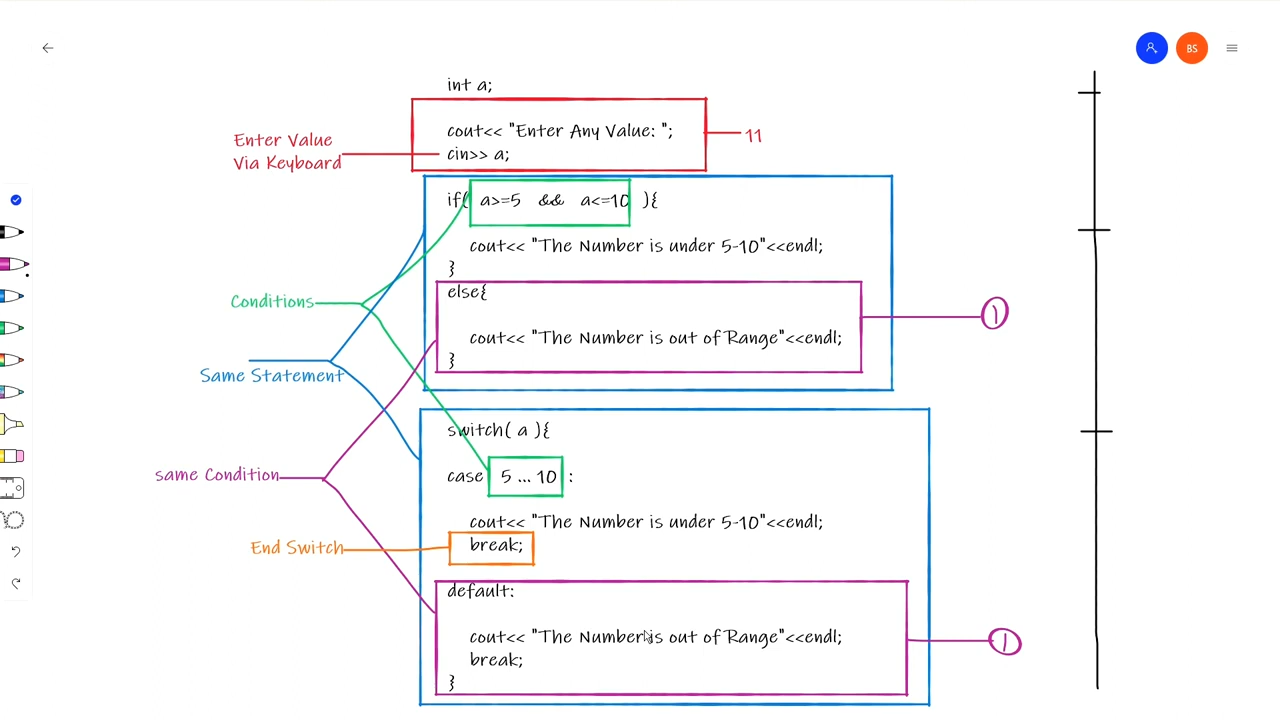 BS
int a;
cout<< "Enter Any Value: ";
cin>> a;
Enter Value
Via Keyboard
11
if( a>=5 && a<=10 ){
cout<< "The Number is under 5-10"<<endl;
}
else{
cout<< "The Number is out of Range"<<endl;
}
1
Conditions
Same Statement
switch( a ){
case 5 ... 10 :
cout<< "The Number is under 5-10"<<endl;
break;
same Condition
End Switch
default:
cout<< "The Number is out of Range"<<endl;
break;
}
1